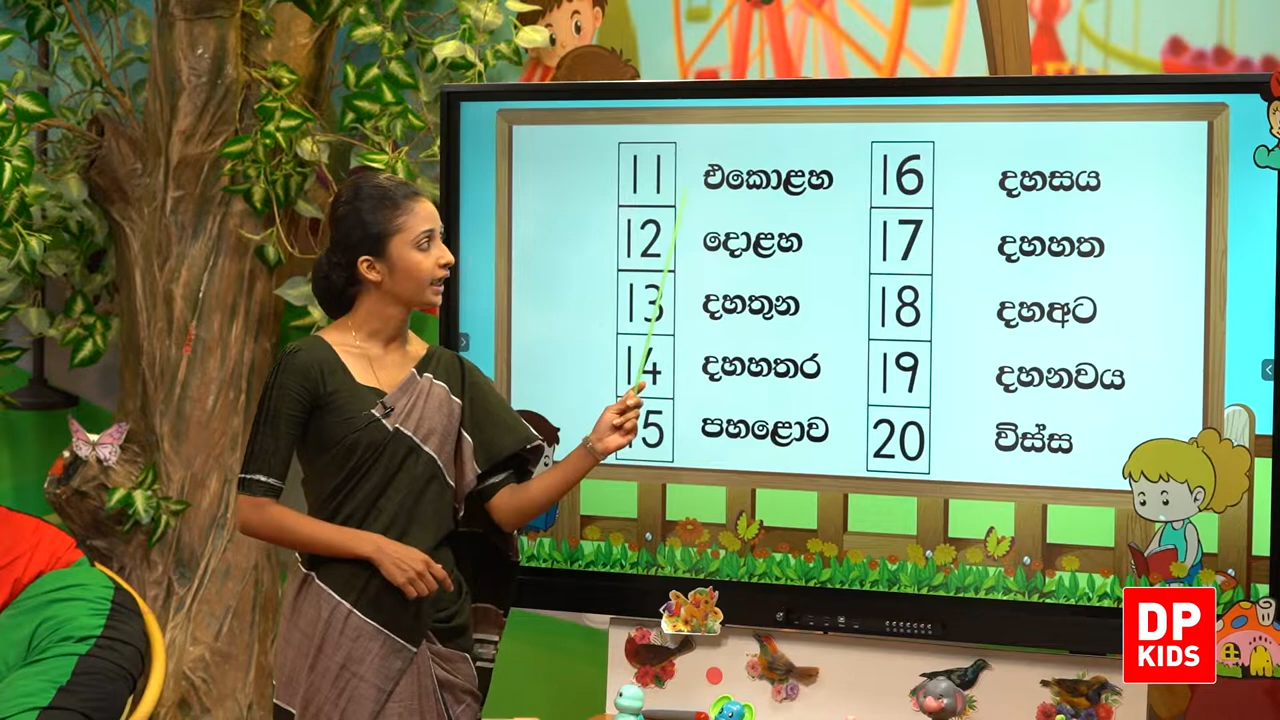 11 එකොළහ
12 දොළහ
13 දහතුන
14 දහහතර
15 පහළොව
16 දහසය
17 දහහත
18 දහඅට
19 දහනවය
20 විස්ස
DP
KIDS